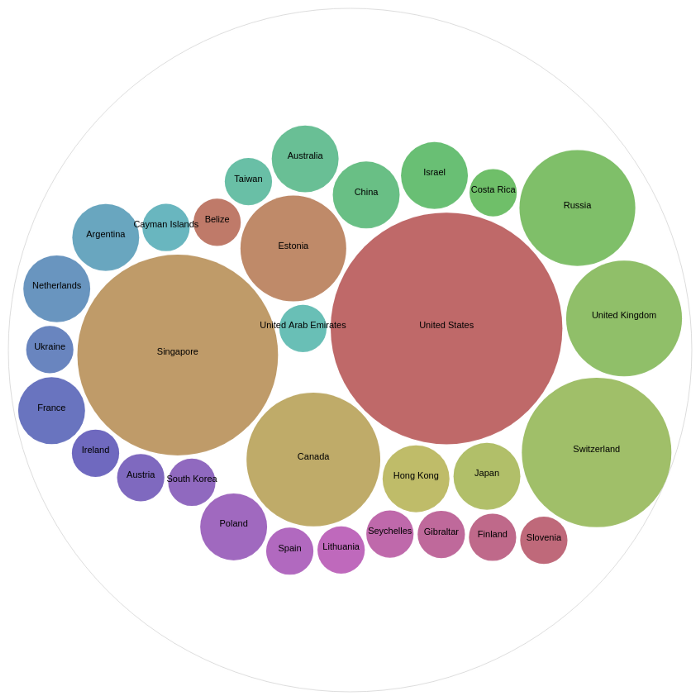 Australia
Israel
Taiwan
Costa Rica
China
Russia
Belize
Cayman Islands
Argentina
Estonia
Netherlands
United Kingdom
United Arab Emirates
United States
Ukraine
Singapore
France
Ireland
Switzerland
Canada
Austria
South Korea
Hong Kong
Japan
Poland
Seychelles
Gibraltar
Finland
Slovenia
Spain
Lithuania